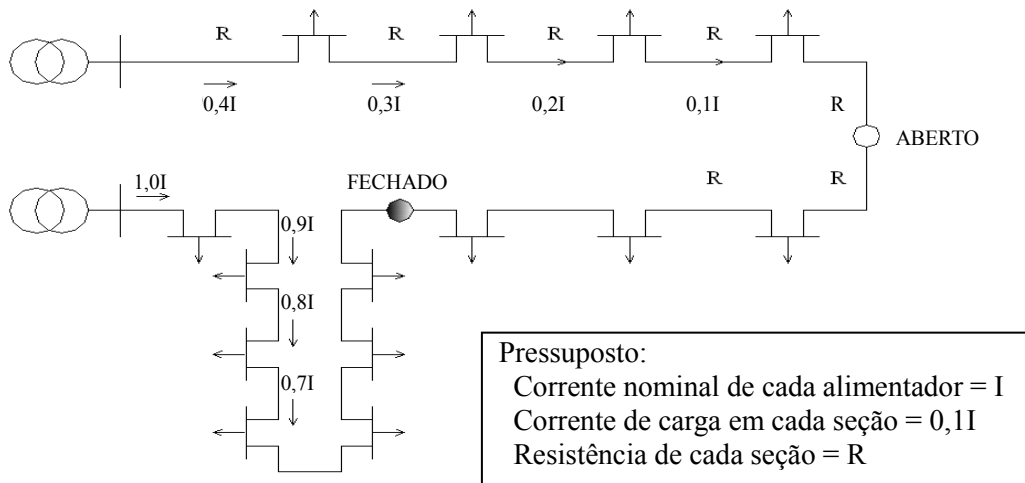 R R R R
0,4I 0,3I 0,2I 0,1I R
ABERTO
1,0I FECHADO R R
0,9I
0,8I
0,7I
Pressuposto:
Corrente nominal de cada alimentador = I
Corrente de carga em cada seção = 0,1I
Resistência de cada seção = R